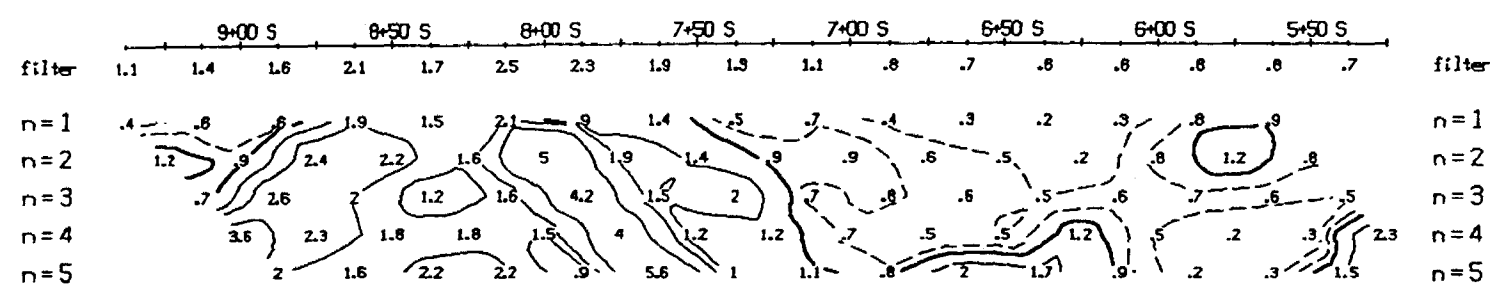 9+00 S 8+50 S 8+00 S 7+50 S 7+00 S 6+50 S 6+00 S 5+50 S
filter 1.1 1.4 1.6 2.1 1.7 2.5 2.3 1.9 1.3 1.1 .8 .7 .6 .6 .8 .8 .7 filter
n=1 .4 .6 .6 1.9 1.5 2.1 .9 1.4 .5 .7 .4 .3 .2 .3 .8 .9 n=1
n=2 1.2 .9 2.4 2.2 1.6 5 1.9 1.4 .9 .9 .6 .5 .2 .8 1.2 .8 n=2
n=3 .7 2.6 2 1.2 1.6 4.2 1.5 2 .7 .8 .6 .5 .6 .7 .6 .5 n=3
n=4 3.6 2.3 1.8 1.8 1.5 4 1.2 1.2 .7 .5 .5 1.2 .5 .2 .3 2.3 n=4
n=5 2 1.6 2.2 2.2 .9 5.6 1 1.1 .8 2 1.7 .9 .2 .3 1.5 n=5